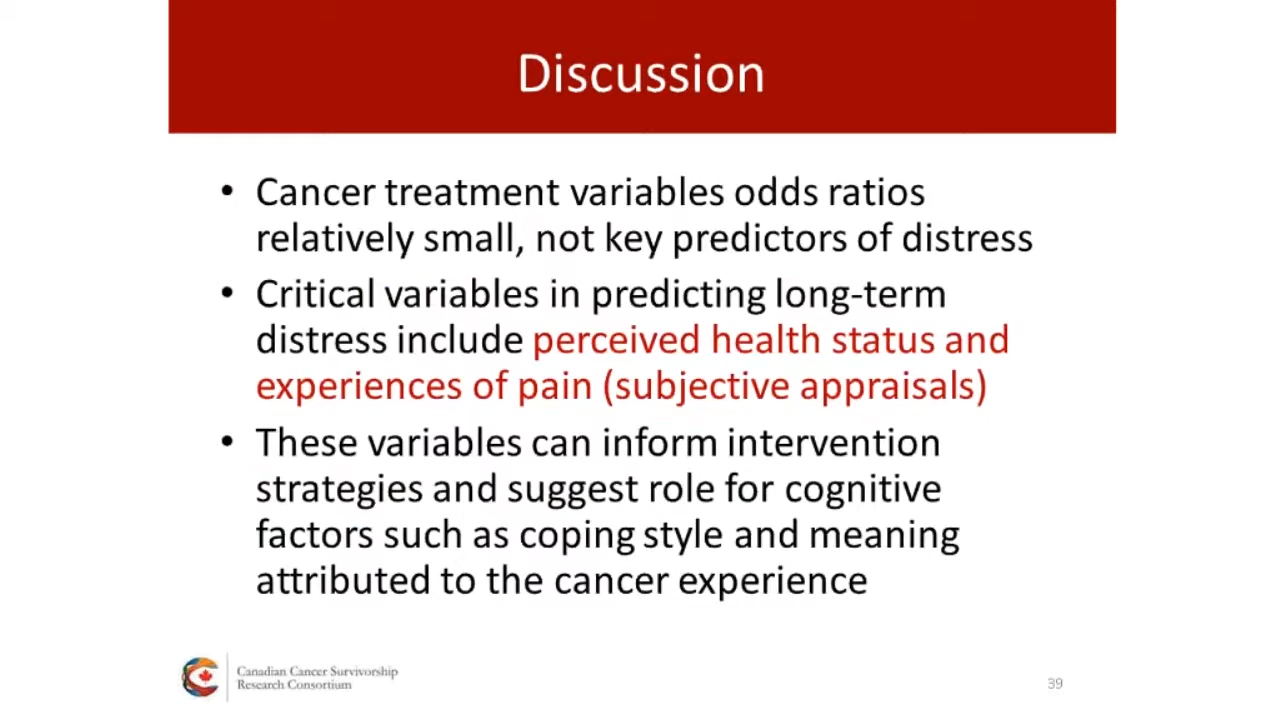 Discussion
• Cancer treatment variables odds ratios
relatively small, not key predictors of distress
• Critical variables in predicting long-term
distress include perceived health status and
experiences of pain (subjective appraisals)
• These variables can inform intervention
strategies and suggest role for cognitive
factors such as coping style and meaning
attributed to the cancer experience
Canadian Cancer Survivorship
Research Consortium
39